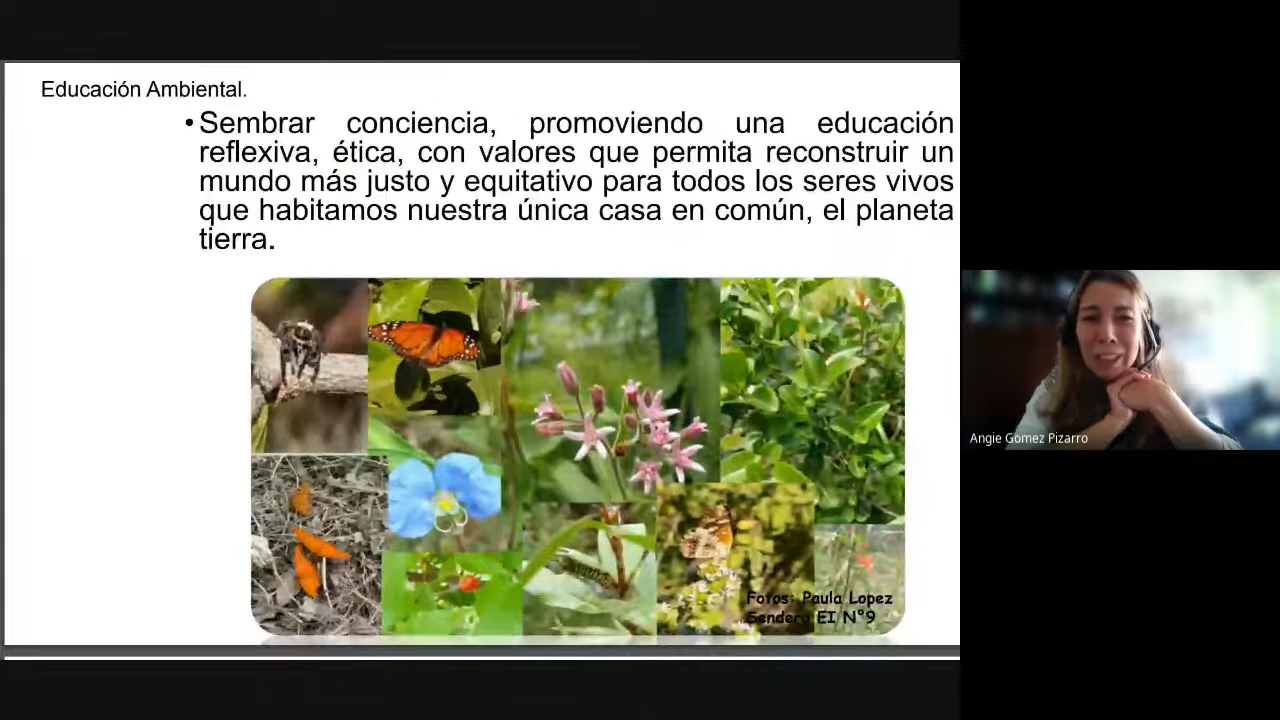 Educación Ambiental.
• Sembrar conciencia, promoviendo una educación
reflexiva, ética, con valores que permita reconstruir un
mundo más justo y equitativo para todos los seres vivos
que habitamos nuestra única casa en común, el planeta
tierra.
Fotos: Paula Lopez
Sendero EI N°9
Angie Gomez Pizarro